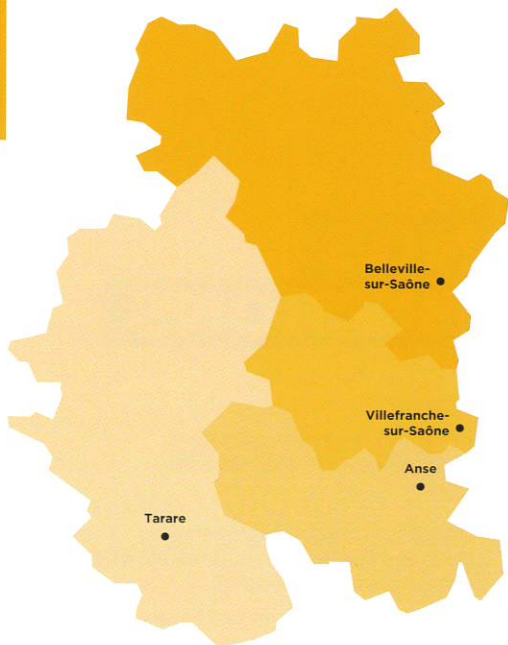 Belleville-
sur-Saône
Villefranche-
sur-Saône
Anse
Tarare